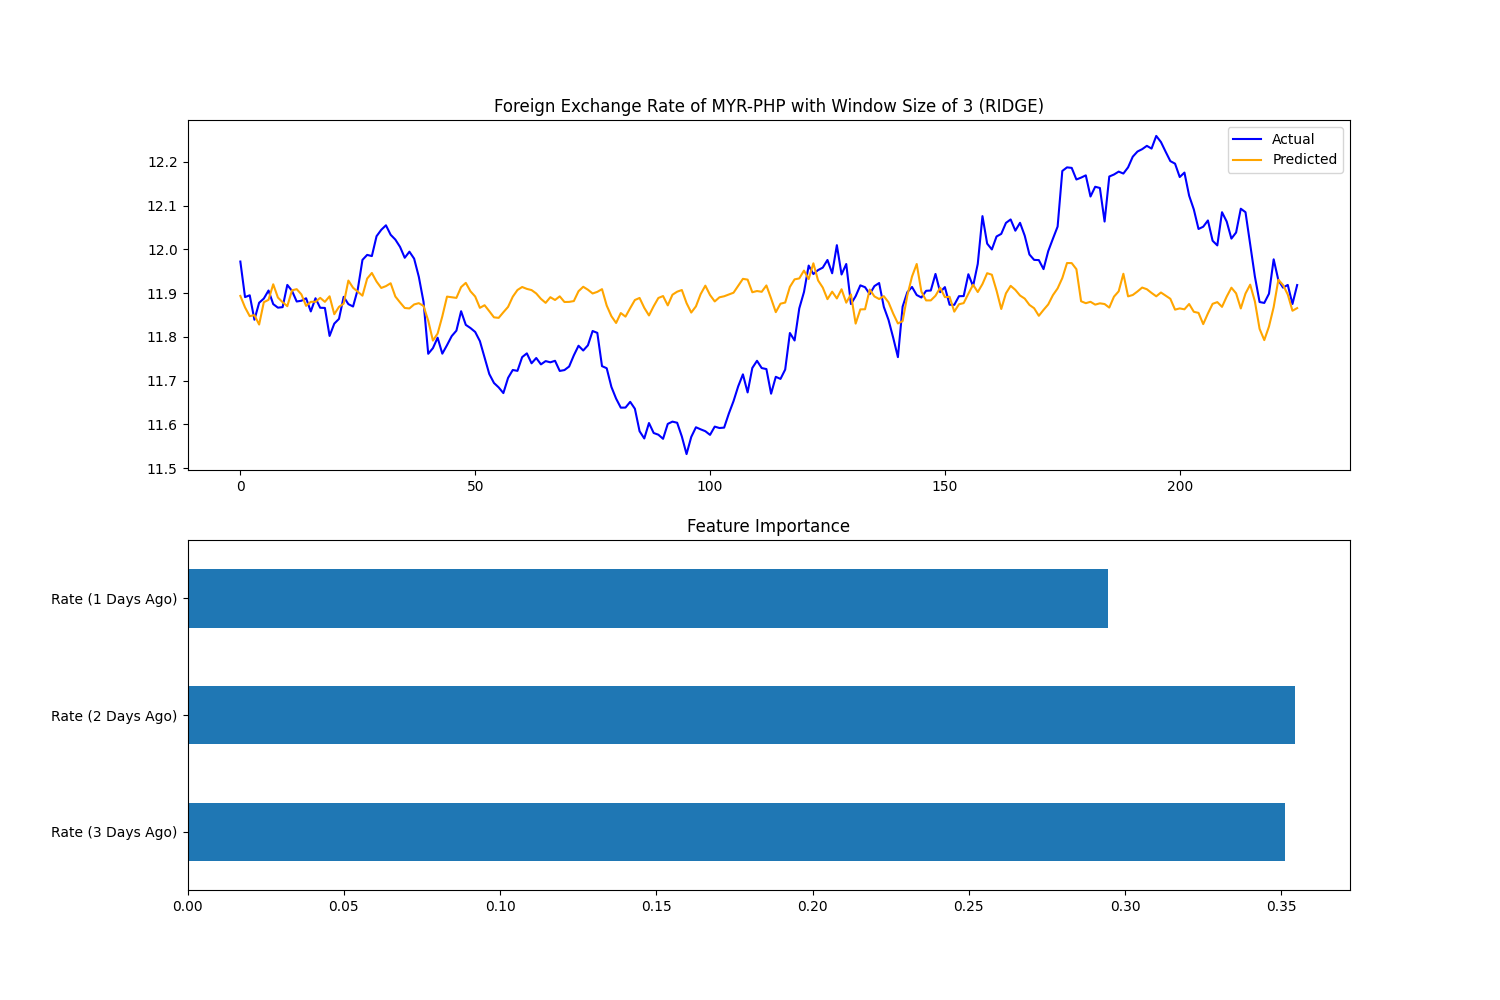 Foreign Exchange Rate of MYR-PHP with Window Size of 3 (RIDGE)
Actual
Predicted
12.2
12.1
12.0
11.9
11.8
11.7
11.6
11.5
0 50 100 150 200
Feature Importance
Rate (1 Days Ago)
Rate (2 Days Ago)
Rate (3 Days Ago)
0.00 0.05 0.10 0.15 0.20 0.25 0.30 0.35